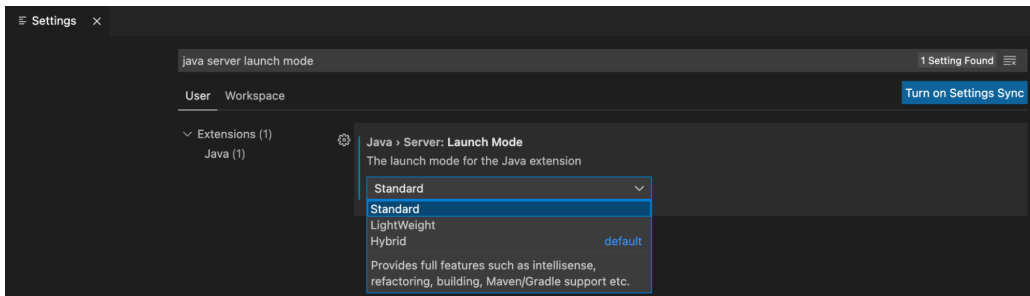 Settings
java server launch mode
1 Setting Found
User Workspace
Turn on Settings Sync
Extensions (1)
Java (1)
Java › Server: Launch Mode
The launch mode for the Java extension
Standard
Standard
LightWeight
Hybrid default
Provides full features such as intellisense,
refactoring, building, Maven/Gradle support etc.